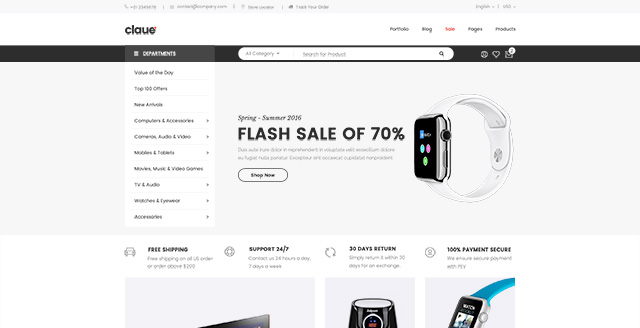 +01 23456789
contact@company.com
Store Location
Track Your Order
English
USD
claue
Portfolio
Blog
Sale
Pages
Products
DEPARTMENTS
All Category
Search for Product
2
Value of the Day
Top 100 Offers
New Arrivals
Computers & Accessories
Cameras, Audio & Video
Mobiles & Tablets
Movies, Music & Video Games
TV & Audio
Watches & Eyewear
Accessories
Spring - Summer 2016
FLASH SALE OF 70%
Duis aute irure dolor in reprehenderit in voluptate velit essecillum dolore
eu fugiat nulla pariatur. Excepteur sint occaecat cupidatat nonproident.
Shop Now
FREE SHIPPING
Free shipping on all US order
or order above $200
SUPPORT 24/7
Contact us 24 hours a day,
7 days a week
30 DAYS RETURN
Simply return it within 30
days for an exchange.
100% PAYMENT SECURE
We ensure secure payment
with PEV